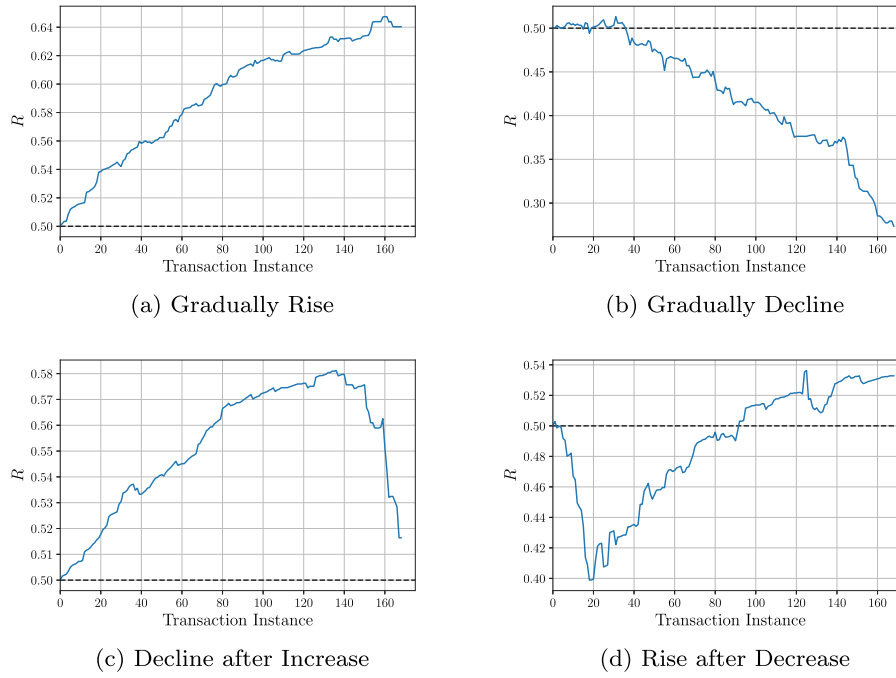 0.64
0.62
0.60
0.58
0.56
0.54
0.52
0.50
R
0 20 40 60 80 100 120 140 160
Transaction Instance
(a) Gradually Rise
0.50
0.45
0.40
0.35
0.30
R
0 20 40 60 80 100 120 140 160
Transaction Instance
(b) Gradually Decline
0.58
0.57
0.56
0.55
0.54
0.53
0.52
0.51
0.50
R
0 20 40 60 80 100 120 140 160
Transaction Instance
(c) Decline after Increase
0.54
0.52
0.50
0.48
0.46
0.44
0.42
0.40
R
0 20 40 60 80 100 120 140 160
Transaction Instance
(d) Rise after Decrease